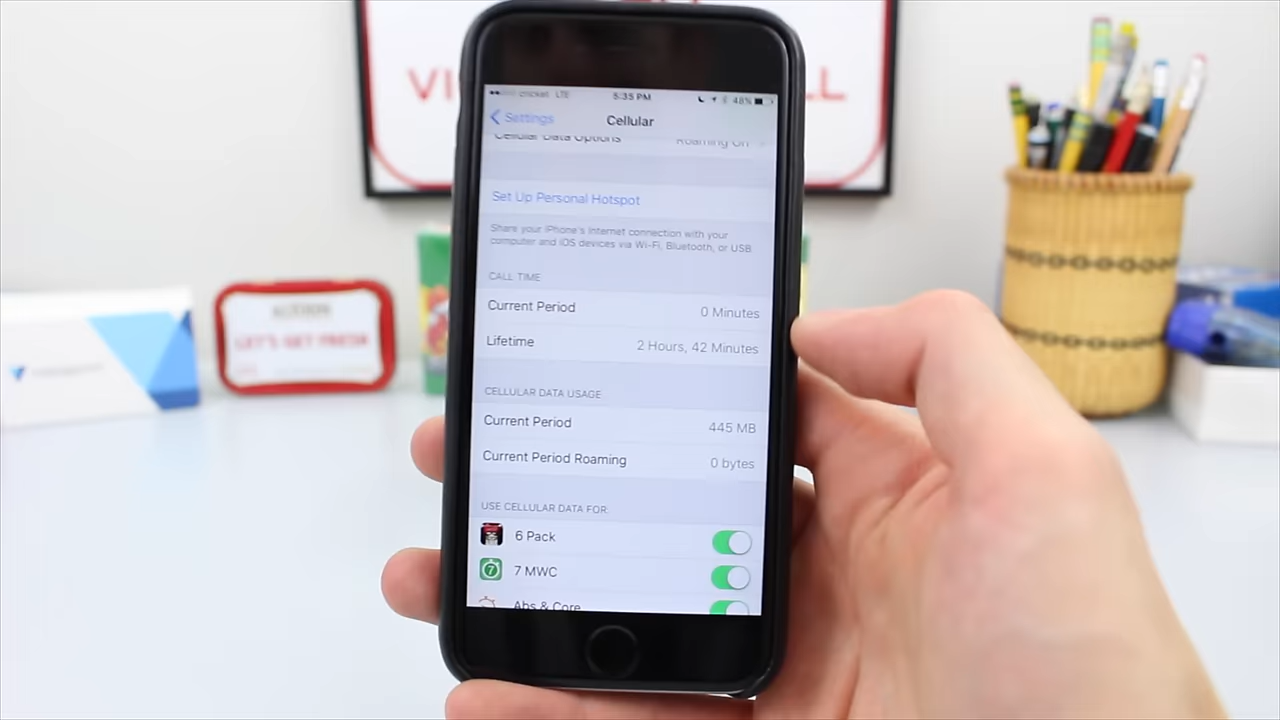 VI LL
cricket LTE 5:35 PM 48%
Settings Cellular
Cellular Data Options Roaming On
Set Up Personal Hotspot
Share your iPhone's Internet connection with your
computer and iOS devices via Wi-Fi, Bluetooth, or USB
CALL TIME
Current Period 0 Minutes
Lifetime 2 Hours, 42 Minutes
CELLULAR DATA USAGE
Current Period 445 MB
Current Period Roaming 0 bytes
USE CELLULAR DATA FOR:
6 Pack
7 7 MWC
Abs & Core
LET'S GET FRESH